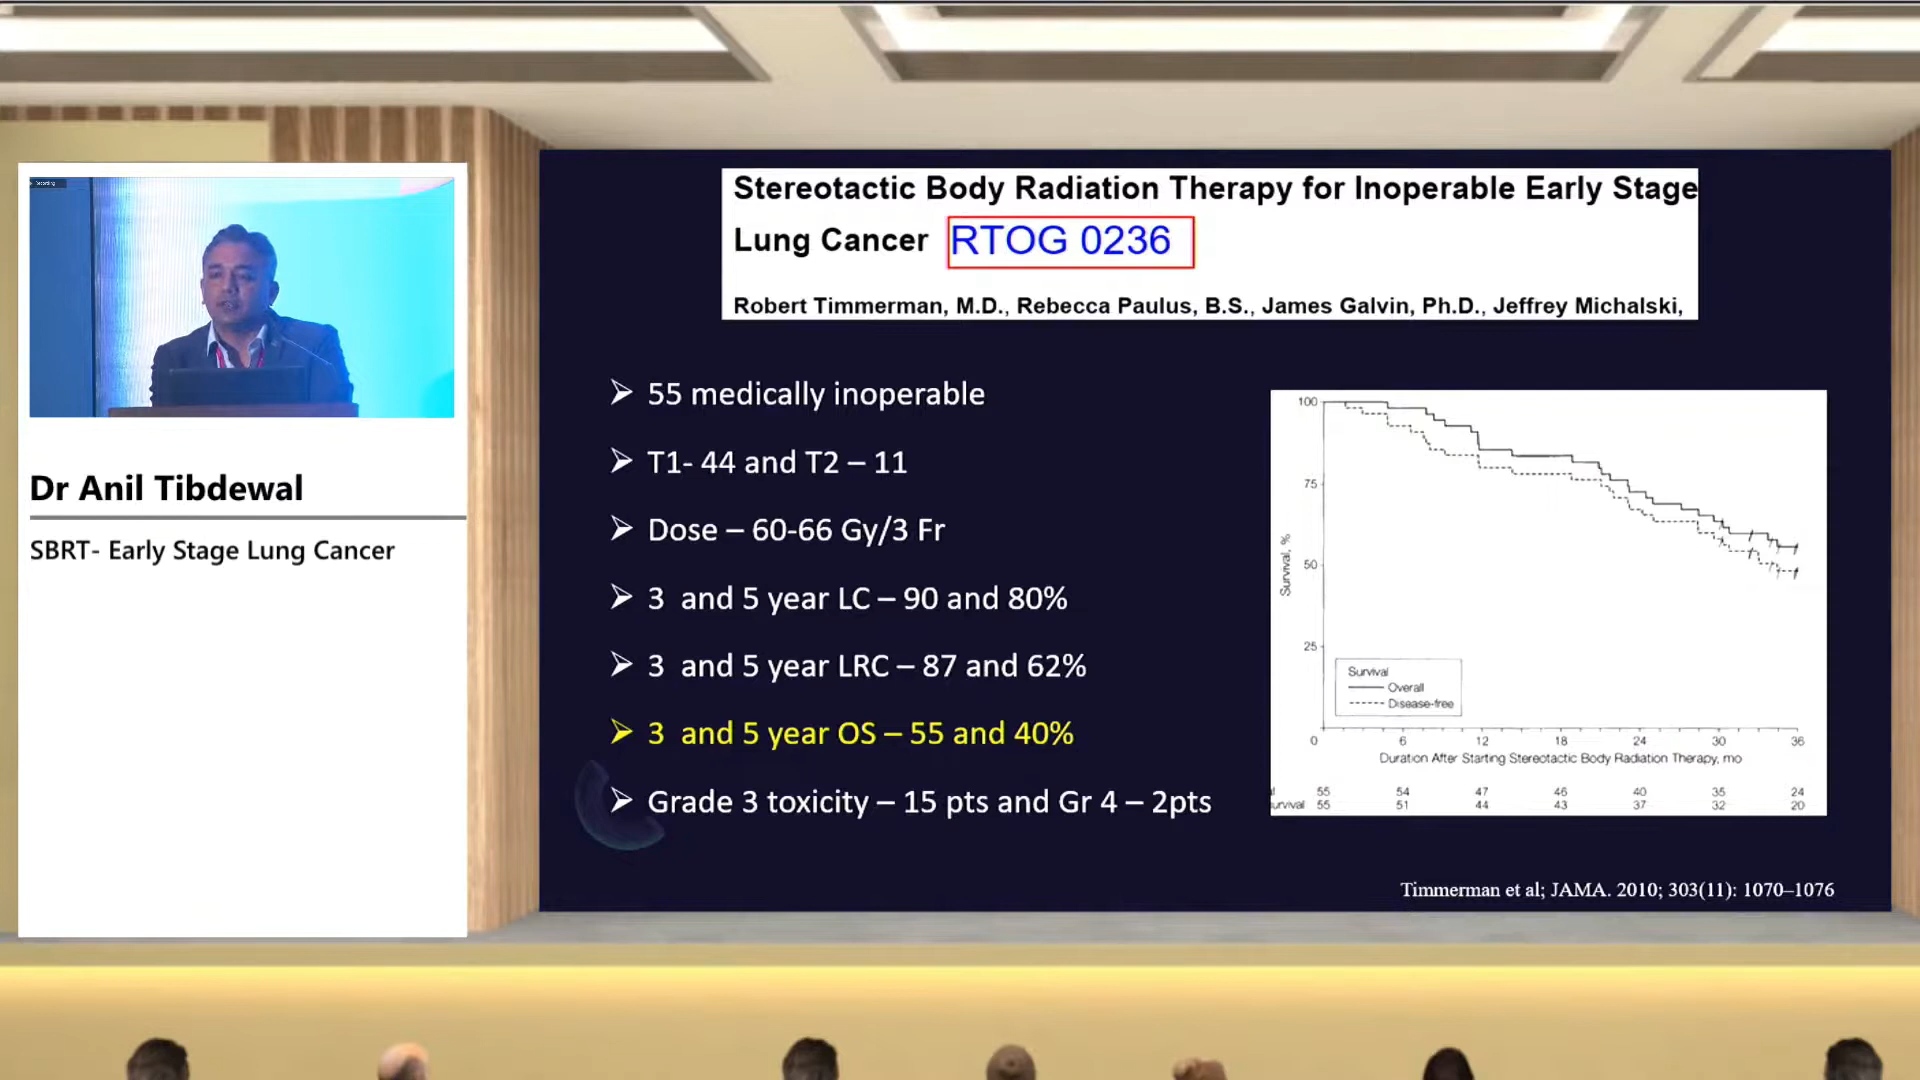 Recording
Dr Anil Tibdewal
SBRT- Early Stage Lung Cancer
Stereotactic Body Radiation Therapy for Inoperable Early Stage
Lung Cancer RTOG 0236
Robert Timmerman, M.D., Rebecca Paulus, B.S., James Galvin, Ph.D., Jeffrey Michalski,
➢ 55 medically inoperable
➢ T1- 44 and T2 – 11
➢ Dose – 60-66 Gy/3 Fr
➢ 3 and 5 year LC – 90 and 80%
➢ 3 and 5 year LRC – 87 and 62%
➢ 3 and 5 year OS – 55 and 40%
➢ Grade 3 toxicity – 15 pts and Gr 4 – 2pts
100
75
50
25
Survival, %
Survival
Overall
Disease-free
0 6 12 18 24 30 36
Duration After Starting Stereotactic Body Radiation Therapy, mo
55 54 47 46 40 35 24
urvival 55 51 44 43 37 32 20
Timmerman et al; JAMA. 2010; 303(11): 1070–1076